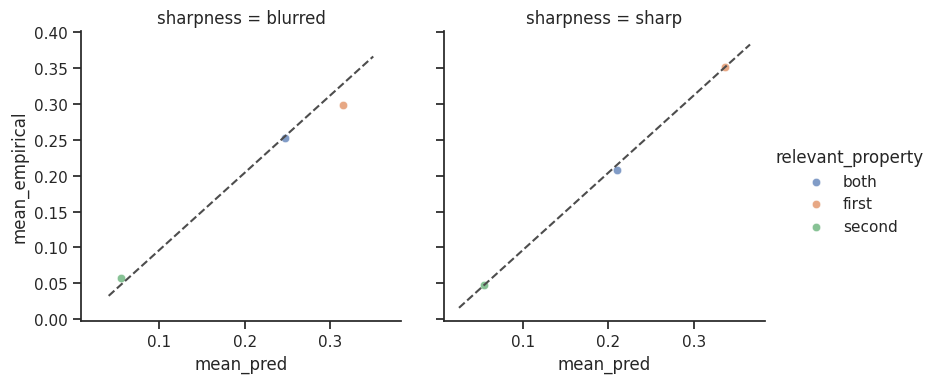 sharpness = blurred
sharpness = sharp
0.40
0.35
0.30
0.25
0.20
0.15
0.10
0.05
0.00
mean_empirical
0.1
0.2
0.3
mean_pred
0.1
0.2
0.3
mean_pred
relevant_property
both
first
second